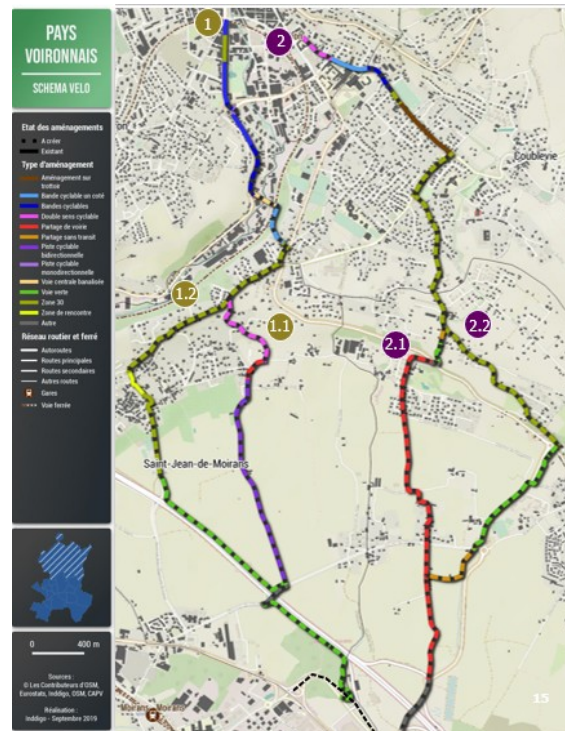 PAYS
VOIRONNAIS
SCHEMA VELO
Etat des aménagements
A créer
Existant
Type d'aménagement
Aménagement sur
trottoir
Bande cyclable un coté
Bandes cyclables
Double sens cyclable
Partage de voirie
Partage sans transit
Piste cyclable
bidirectionnelle
Piste cyclable
monodirectionnelle
Voie centrale banalisée
Voie verte
Zone 30
Zone de rencontre
Autre
Réseau routier et ferré
Autoroutes
Routes principales
Routes secondaires
Autres routes
Gares
Voie ferrée
0 400 m
Sources :
© Les Contributeurs d'OSM,
Eurostats, Inddigo, OSM, CAPV
Réalisation :
Inddigo - Septembre 2019
1
2
Coublevie
1.2
1.1
2.1
2.2
Saint-Jean-de-Moirans
Moirans
15